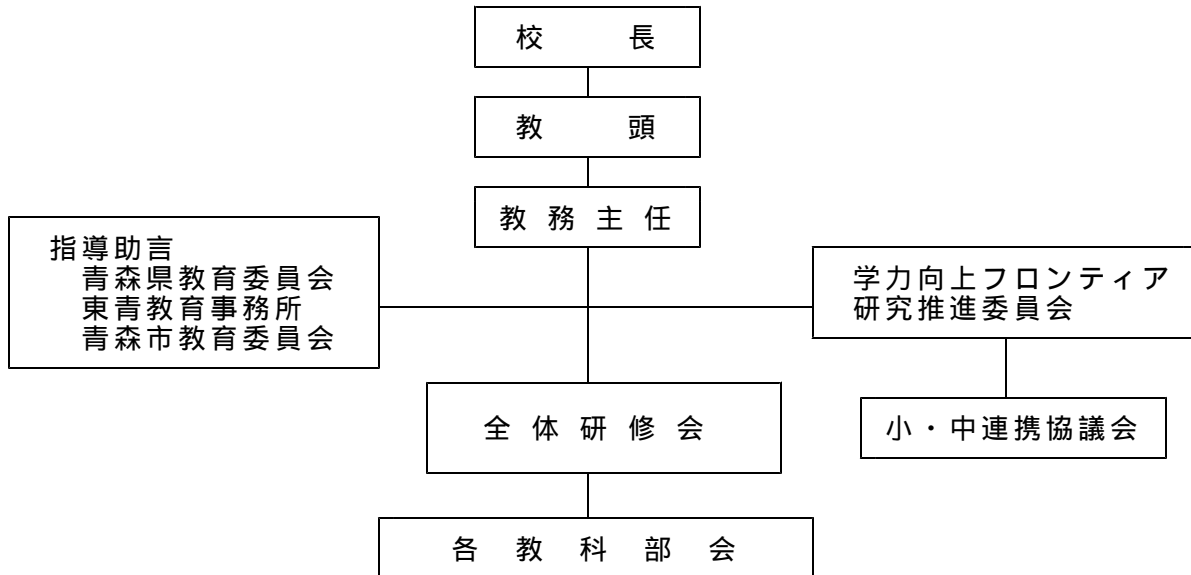 校長
教頭
教務主任
指導助言
青森県教育委員会
東青教育事務所
青森市教育委員会
学力向上フロンティア
研究推進委員会
全体研修会
小・中連携協議会
各教科部会